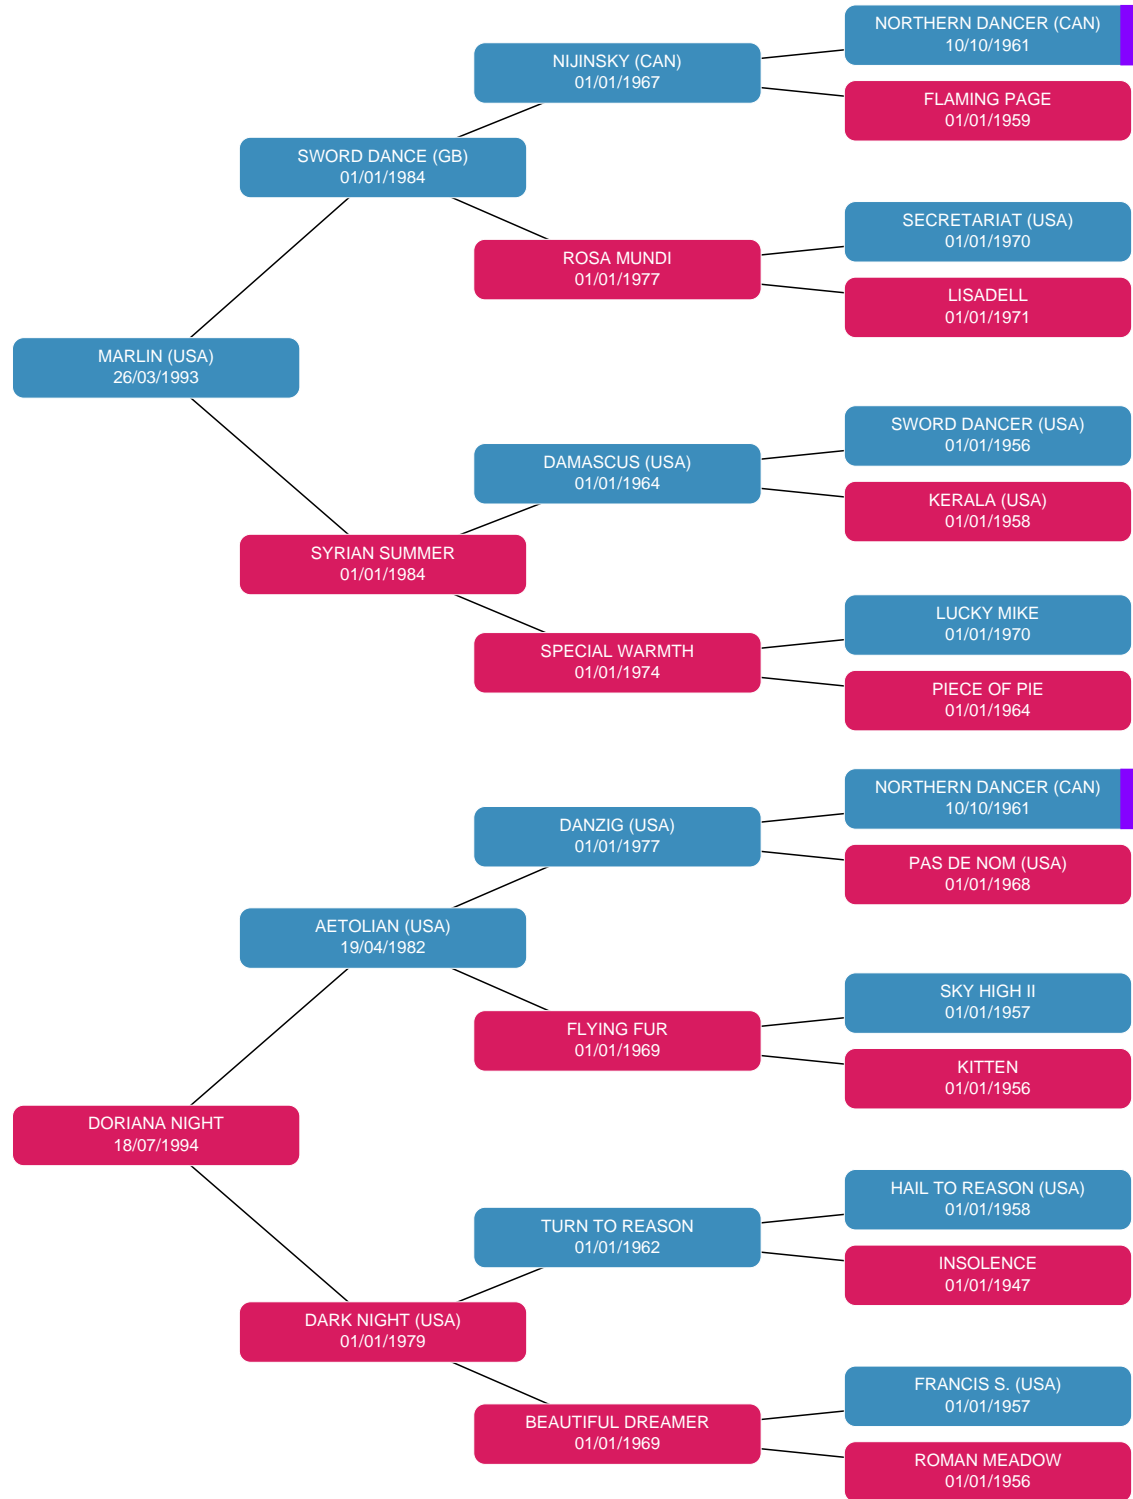 NORTHERN DANCER (CAN)
10/10/1961
NIJINSKY (CAN)
01/01/1967
FLAMING PAGE
01/01/1959
SWORD DANCE (GB)
01/01/1984
SECRETARIAT (USA)
01/01/1970
ROSA MUNDI
01/01/1977
LISADELL
01/01/1971
MARLIN (USA)
26/03/1993
SWORD DANCER (USA)
01/01/1956
DAMASCUS (USA)
01/01/1964
KERALA (USA)
01/01/1958
SYRIAN SUMMER
01/01/1984
LUCKY MIKE
01/01/1970
SPECIAL WARMTH
01/01/1974
PIECE OF PIE
01/01/1964
NORTHERN DANCER (CAN)
10/10/1961
DANZIG (USA)
01/01/1977
PAS DE NOM (USA)
01/01/1968
AETOLIAN (USA)
19/04/1982
SKY HIGH II
01/01/1957
FLYING FUR
01/01/1969
KITTEN
01/01/1956
DORIANA NIGHT
18/07/1994
HAIL TO REASON (USA)
01/01/1958
TURN TO REASON
01/01/1962
INSOLENCE
01/01/1947
DARK NIGHT (USA)
01/01/1979
FRANCIS S. (USA)
01/01/1957
BEAUTIFUL DREAMER
01/01/1969
ROMAN MEADOW
01/01/1956